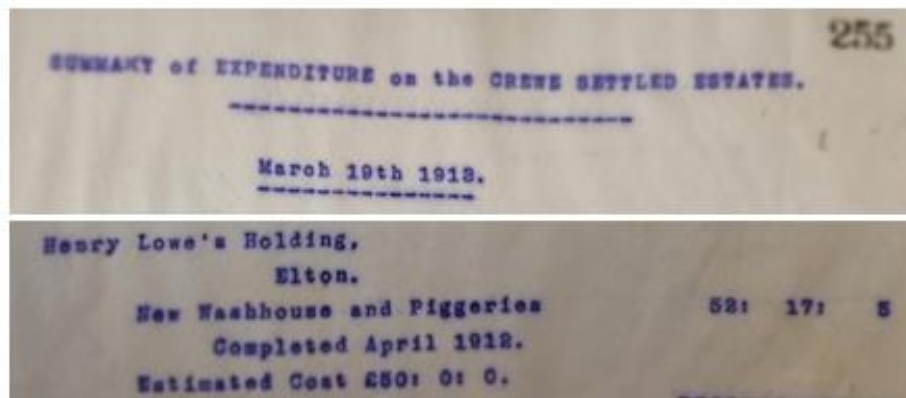 255
SUMMARY of EXPENDITURE on the CREWE SETTLED ESTATES.
March 19th 1913.
Henry Lowe's Holding,
Elton.
New Washhouse and Piggeries 52: 17: 5
Completed April 1912.
Estimated Cost £50: 0: 0.